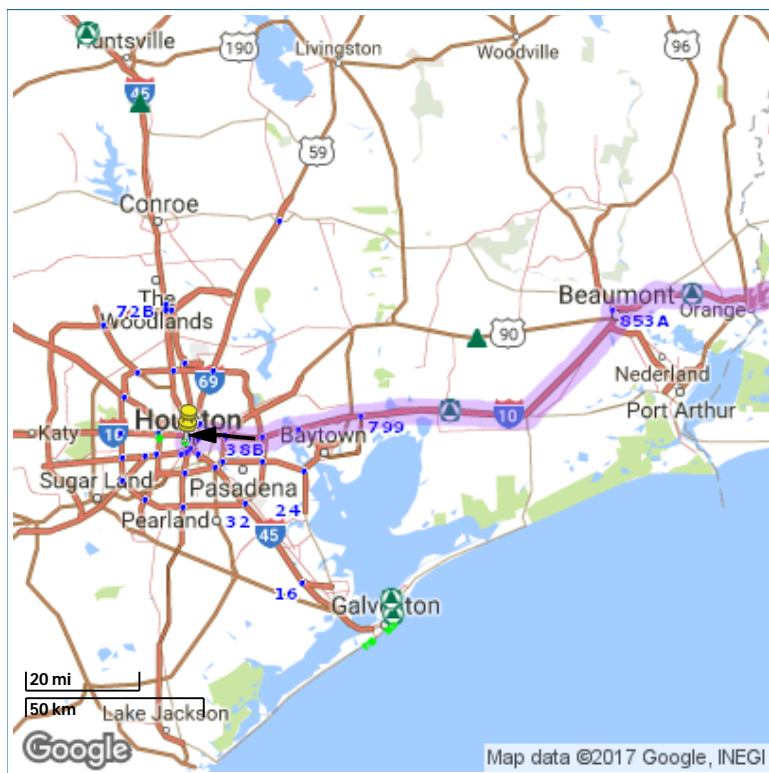 Huntsville
190
Livingston
Woodville
96
45
59
Conroe
72B
The
Woodlands
Beaumont
853A
Orange
90
69
Nederland
Port Arthur
10
Houston
799
Katy
10
38B
Baytown
Sugar Land
Pasadena
Pearland
32
24
45
16
Galveston
20 mi
50 km
Lake Jackson
Google
Map data ©2017 Google, INEGI